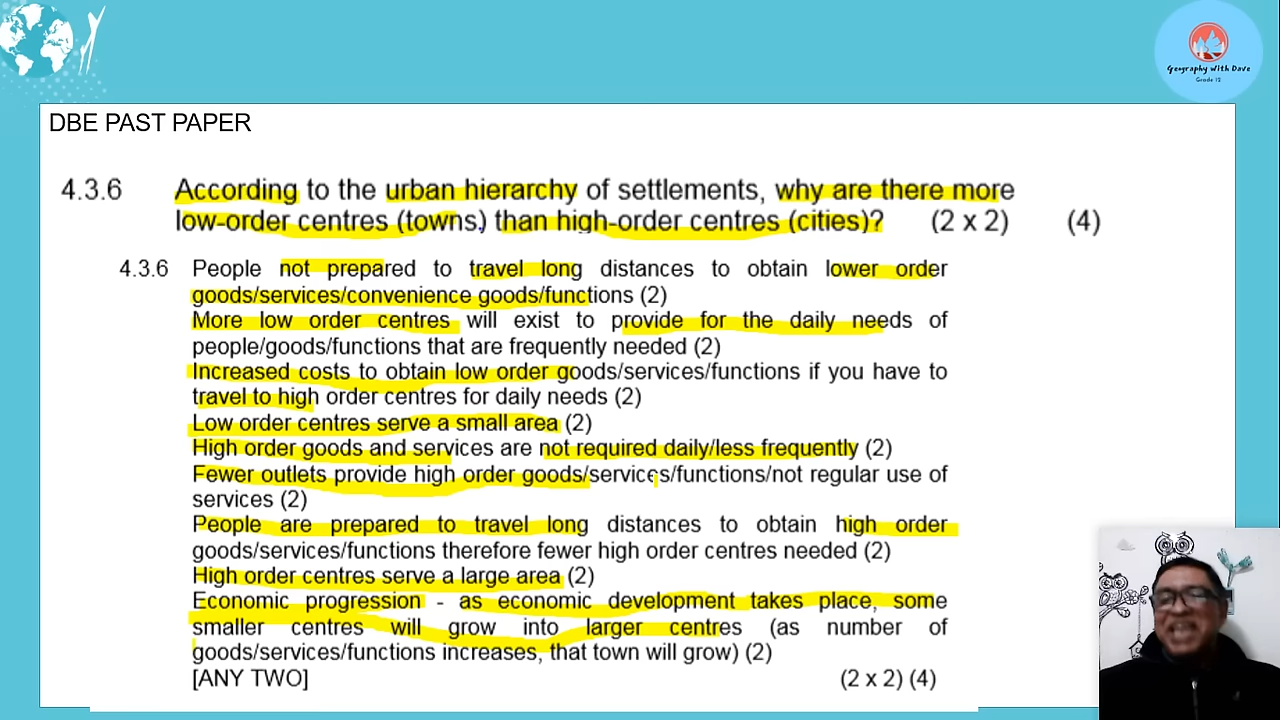 Geography With Dave
Grade 12
DBE PAST PAPER
4.3.6 According to the urban hierarchy of settlements, why are there more
low-order centres (towns) than high-order centres (cities)? (2 x 2) (4)
4.3.6 People not prepared to travel long distances to obtain lower order
goods/services/convenience goods/functions (2)
More low order centres will exist to provide for the daily needs of
people/goods/functions that are frequently needed (2)
Increased costs to obtain low order goods/services/functions if you have to
travel to high order centres for daily needs (2)
Low order centres serve a small area (2)
High order goods and services are not required daily/less frequently (2)
Fewer outlets provide high order goods/services/functions/not regular use of
services (2)
People are prepared to travel long distances to obtain high order
goods/services/functions therefore fewer high order centres needed (2)
High order centres serve a large area (2)
Economic progression - as economic development takes place, some
smaller centres will grow into larger centres (as number of
goods/services/functions increases, that town will grow) (2)
[ANY TWO] (2 x 2) (4)